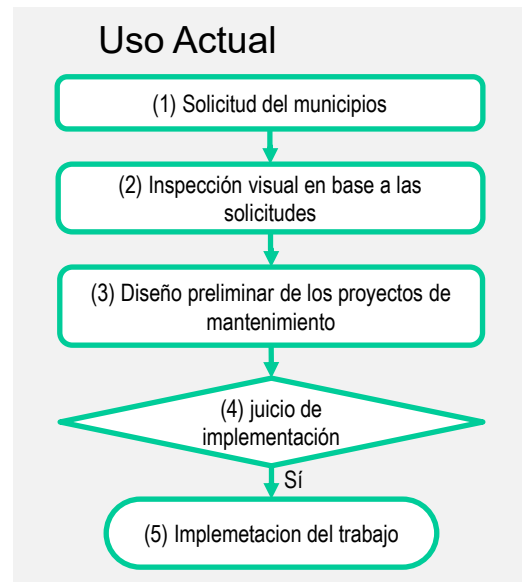 Uso Actual
(1) Solicitud del municipios
(2) Inspección visual en base a las
solicitudes
(3) Diseño preliminar de los proyectos de
mantenimiento
(4) juicio de
implementación
Sí
(5) Implemetacion del trabajo